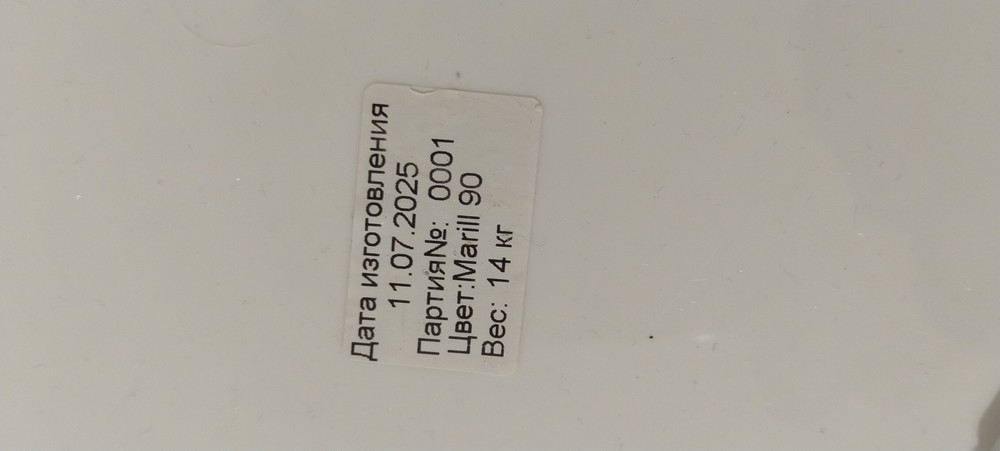 Дата изготовления
11.07.2025
Партия№: 0001
Цвет:Marill 90
Вес: 14 кг